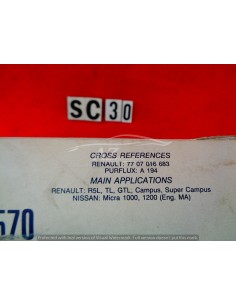 SC30
CROSS REFERENCES
RENAULT: 77 07 016 683
PURFLUX: A 194
MAIN APPLICATIONS
RENAULT: R5L, TL, GTL, Campus, Super Campus
NISSAN: Micra 1000, 1200 (Eng. MA)
570